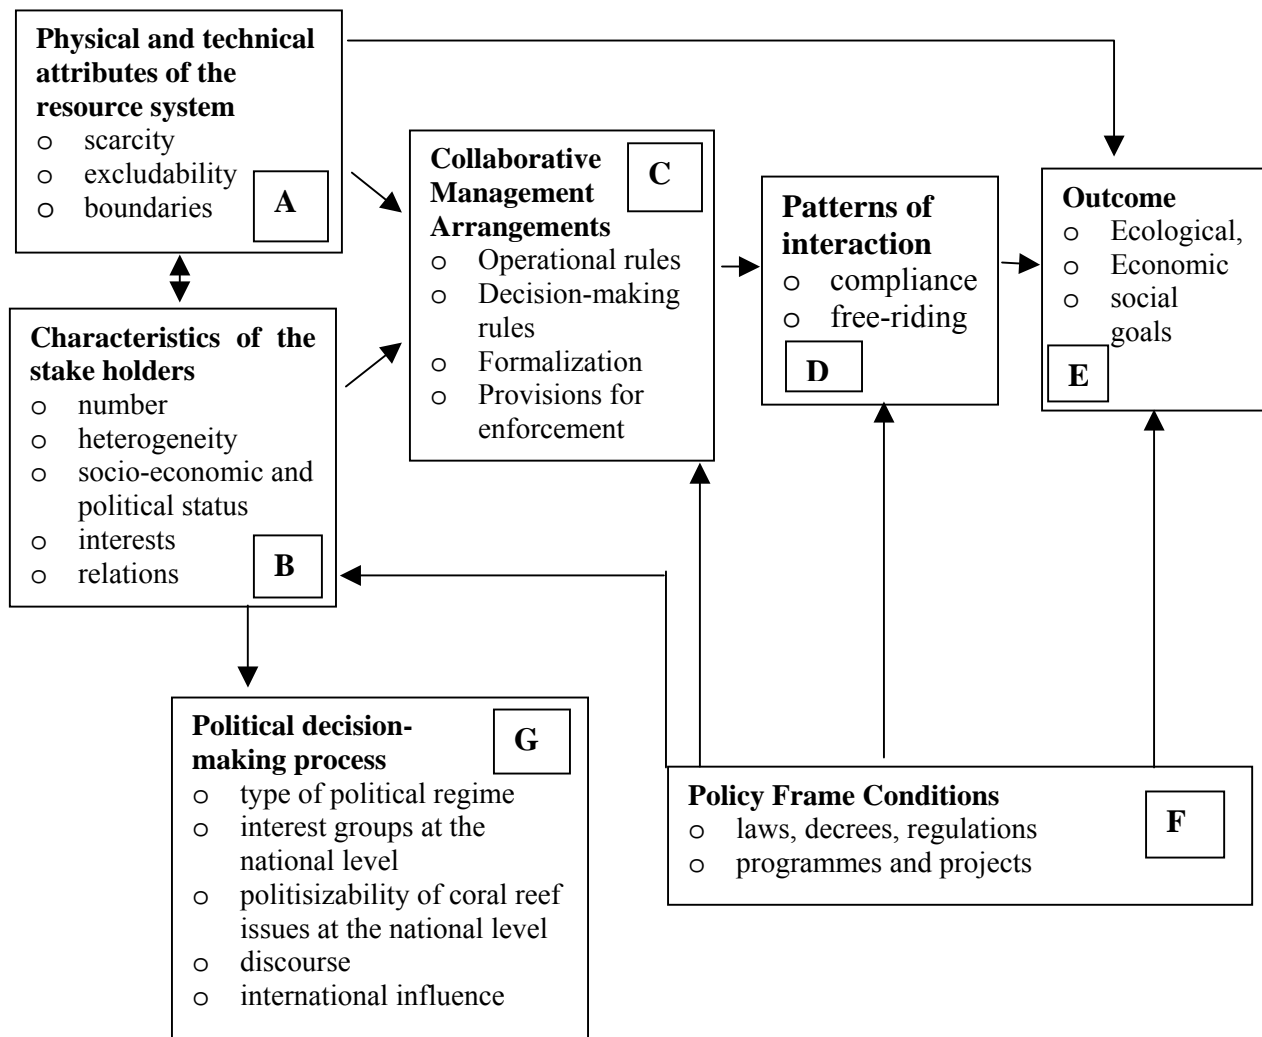 Physical and technical
attributes of the
resource system
o scarcity
o excludability
o boundaries
A
Characteristics of the
stake holders
o number
o heterogeneity
o socio-economic and
political status
o interests
o relations
B
Collaborative
Management
Arrangements
o Operational rules
o Decision-making
rules
o Formalization
o Provisions for
enforcement
C
Patterns of
interaction
o compliance
o free-riding
D
Outcome
o Ecological,
o Economic
o social
goals
E
Political decision-
making process
o type of political regime
o interest groups at the
national level
o politisizability of coral reef
issues at the national level
o discourse
o international influence
G
Policy Frame Conditions
o laws, decrees, regulations
o programmes and projects
F